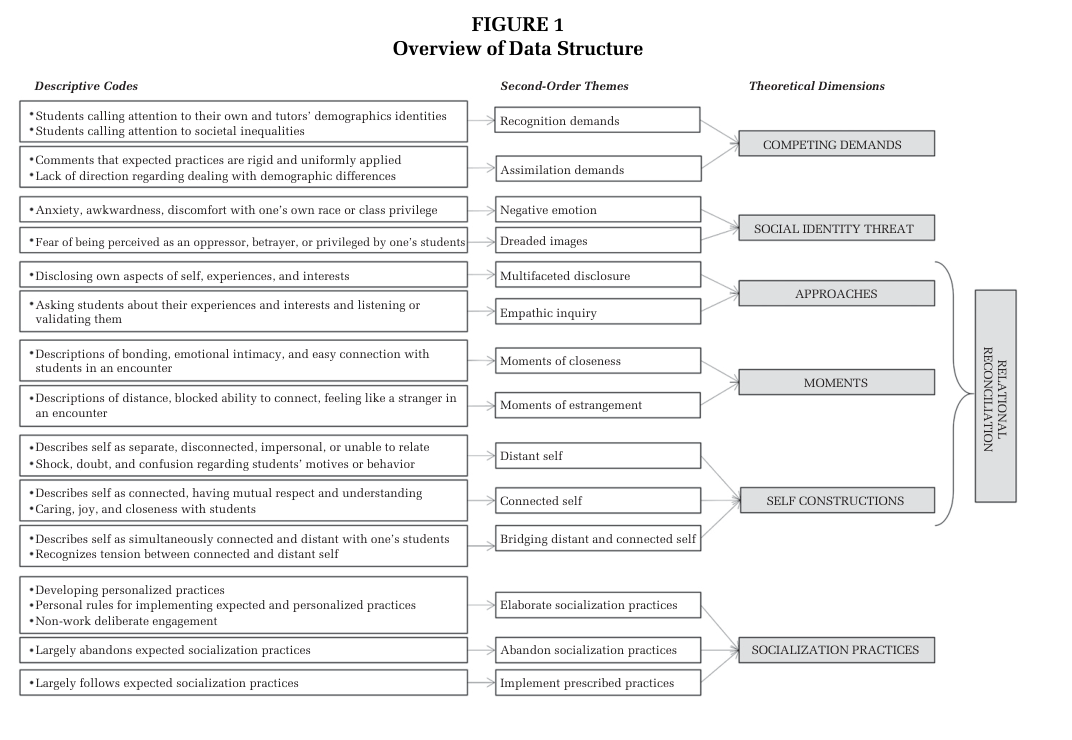 FIGURE 1
Overview of Data Structure
Descriptive Codes
Second-Order Themes
Theoretical Dimensions
•Students calling attention to their own and tutors’ demographics identities
•Students calling attention to societal inequalities
Recognition demands
COMPETING DEMANDS
•Comments that expected practices are rigid and uniformly applied
•Lack of direction regarding dealing with demographic differences
Assimilation demands
•Anxiety, awkwardness, discomfort with one’s own race or class privilege
Negative emotion
SOCIAL IDENTITY THREAT
•Fear of being perceived as an oppressor, betrayer, or privileged by one’s students
Dreaded images
•Disclosing own aspects of self, experiences, and interests
Multifaceted disclosure
APPROACHES
•Asking students about their experiences and interests and listening or
validating them
Empathic inquiry
•Descriptions of bonding, emotional intimacy, and easy connection with
students in an encounter
Moments of closeness
MOMENTS
•Descriptions of distance, blocked ability to connect, feeling like a stranger in
an encounter
Moments of estrangement
RELATIONAL
RECONCILIATION
•Describes self as separate, disconnected, impersonal, or unable to relate
•Shock, doubt, and confusion regarding students’ motives or behavior
Distant self
•Describes self as connected, having mutual respect and understanding
•Caring, joy, and closeness with students
Connected self
SELF CONSTRUCTIONS
•Describes self as simultaneously connected and distant with one’s students
•Recognizes tension between connected and distant self
Bridging distant and connected self
•Developing personalized practices
•Personal rules for implementing expected and personalized practices
•Non-work deliberate engagement
Elaborate socialization practices
•Largely abandons expected socialization practices
Abandon socialization practices
SOCIALIZATION PRACTICES
•Largely follows expected socialization practices
Implement prescribed practices